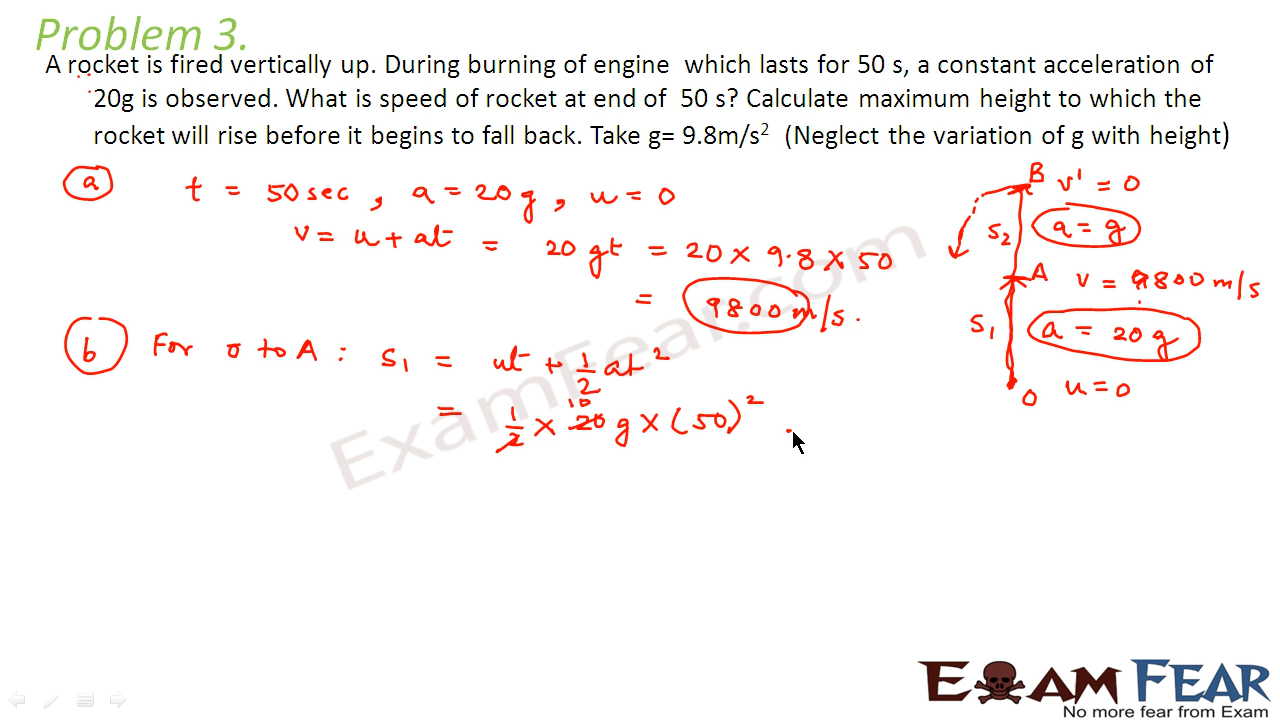 Problem 3.
A rocket is fired vertically up. During burning of engine which lasts for 50 s, a constant acceleration of
20g is observed. What is speed of rocket at end of 50 s? Calculate maximum height to which the
rocket will rise before it begins to fall back. Take g= 9.8m/s² (Neglect the variation of g with height)
a t = 50 sec, a = 20g, u = 0
v = u + at = 20 gt = 20 × 9.8 × 50
= 9800 m/s.
b For O to A : S₁ = ut + 1/2 at²
= 1/2 × 20 10 g × (50)²
B v' = 0
S₂ a = g
A v = 9800 m/s
S₁ a = 20 g
O u = 0
ExamFear.com
EXAM FEAR
No more fear from Exam